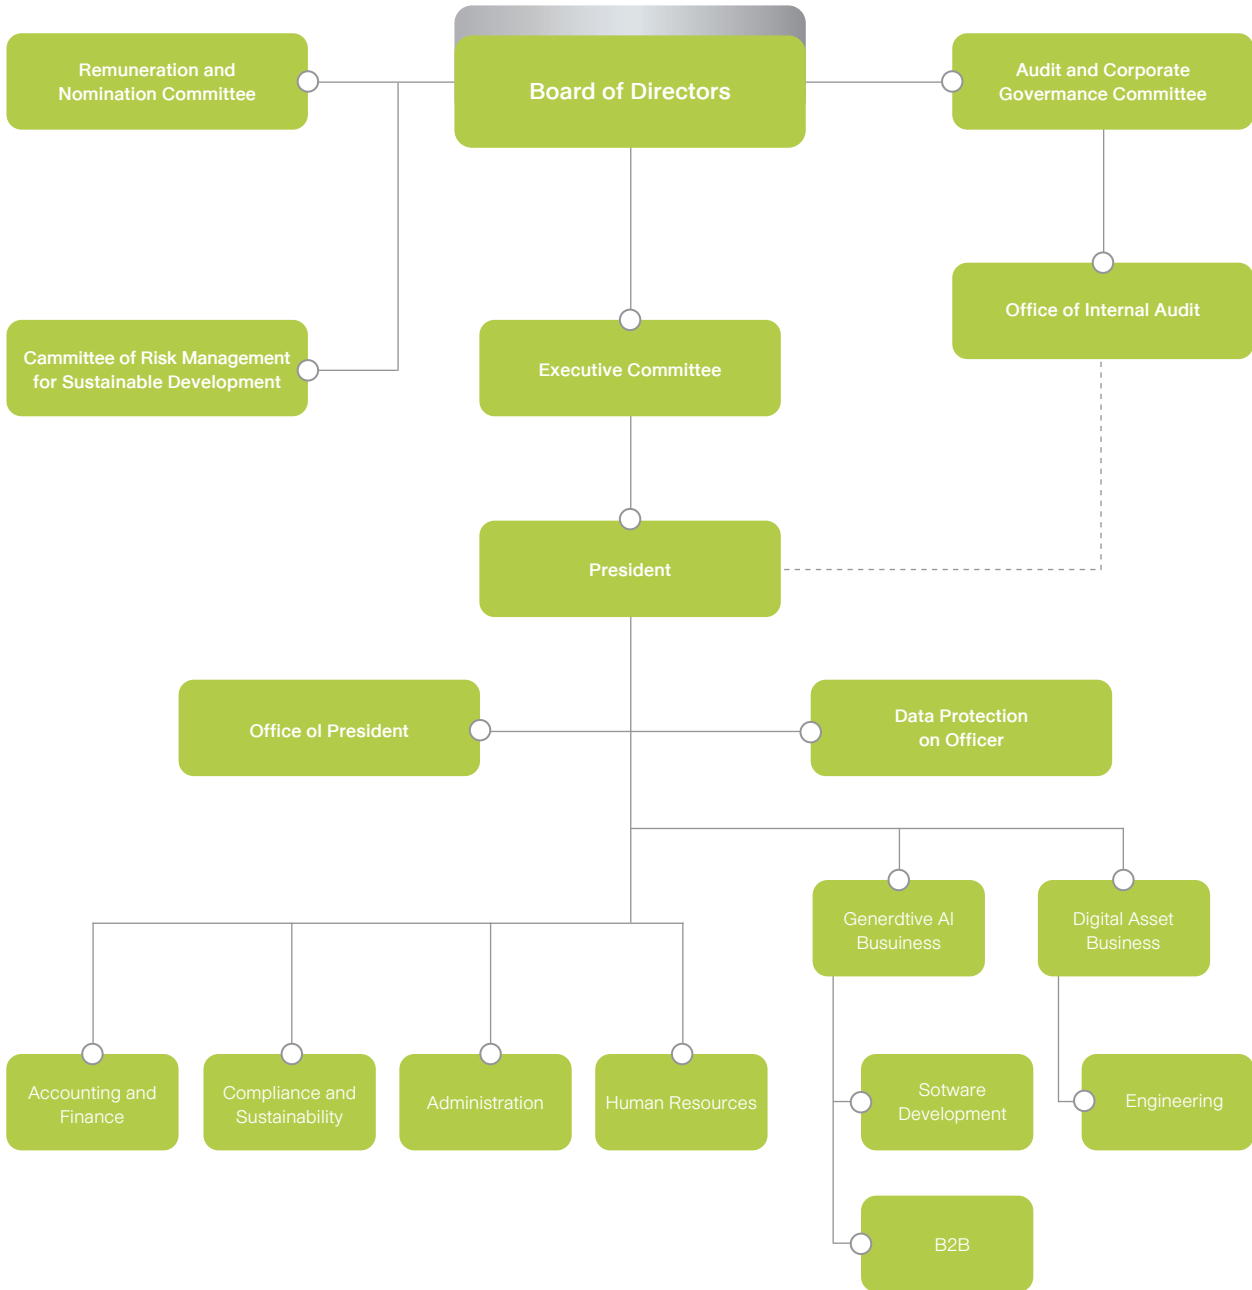 Remuneration and
Nomination Committee
Board of Directors
Audit and Corporate
Govermance Committee
Office of Internal Audit
Cammittee of Risk Management
for Sustainable Development
Executive Committee
President
Office ol President
Data Protection
on Officer
Generdtive AI
Busuiness
Digital Asset
Business
Accounting and
Finance
Compliance and
Sustainability
Administration
Human Resources
Sotware
Development
Engineering
B2B